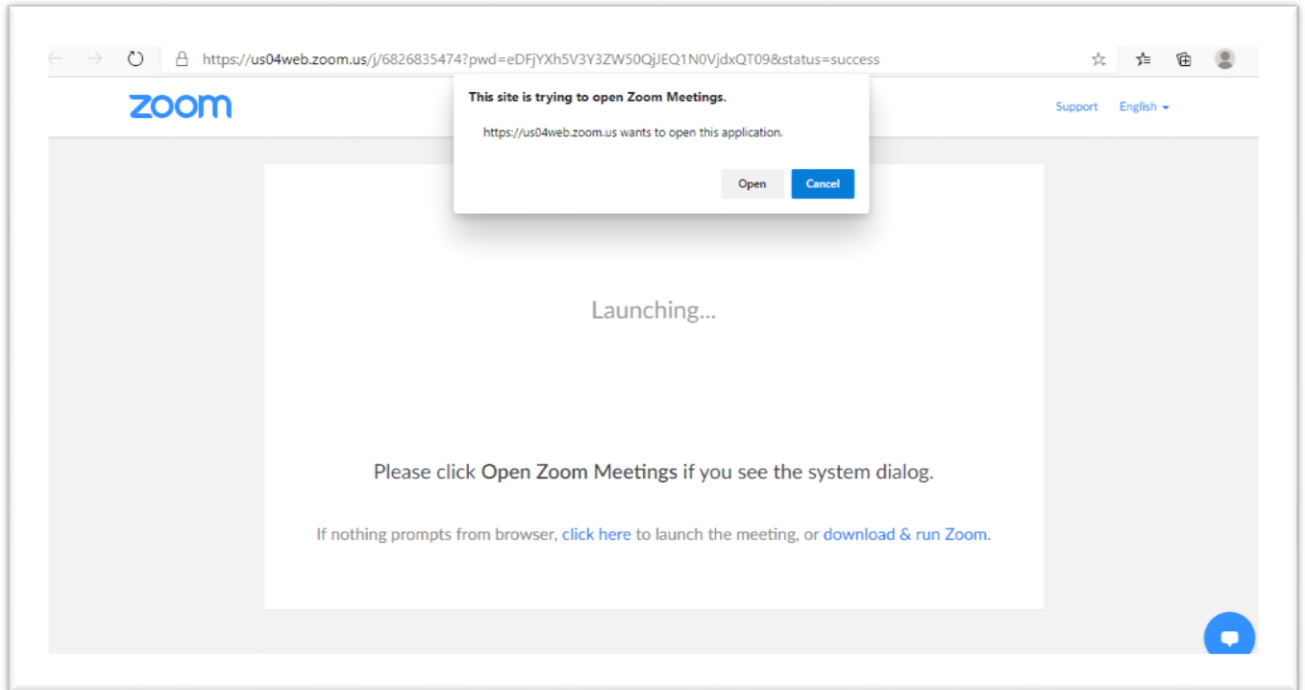 https://us04web.zoom.us/j/6826835474?pwd=eDFjYXh5V3Y3ZW50QjJEQ1N0VjdxQT09&status=success
zoom
This site is trying to open Zoom Meetings.
https://us04web.zoom.us wants to open this application.
Open
Cancel
Support
English
Launching...
Please click Open Zoom Meetings if you see the system dialog.
If nothing prompts from browser, click here to launch the meeting, or download & run Zoom.